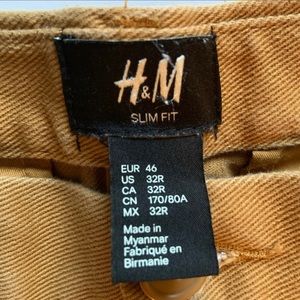 H&M
SLIM FIT
EUR 46
US 32R
CA 32R
CN 170/80A
MX 32R
Made in
Myanmar
Fabriqué en
Birmanie